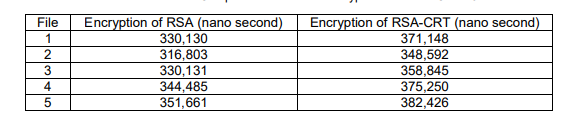 File Encryption of RSA (nano second) Encryption of RSA-CRT (nano second)
1 330,130 371,148
2 316,803 348,592
3 330,131 358,845
4 344,485 375,250
5 351,661 382,426